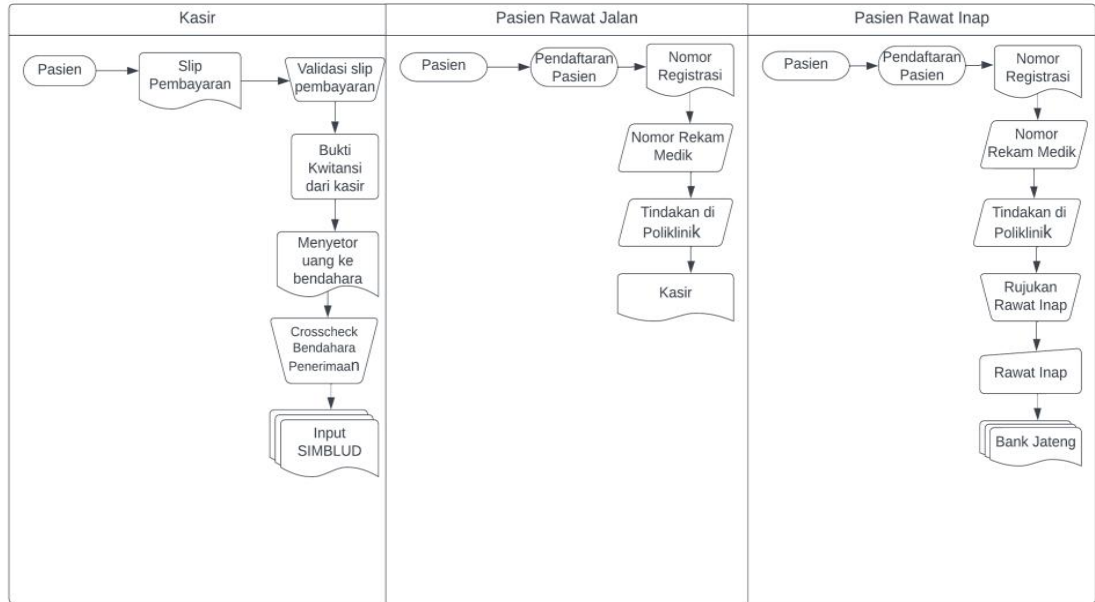 Kasir
Pasien
Slip
Pembayaran
Validasi slip
pembayaran
Bukti
Kwitansi
dari kasir
Menyetor
uang ke
bendahara
Crosscheck
Bendahara
Penerimaan
Input
SIMBLUD
Pasien Rawat Jalan
Pasien
Pendaftaran
Pasien
Nomor
Registrasi
Nomor Rekam
Medik
Tindakan di
Poliklinik
Kasir
Pasien Rawat Inap
Pasien
Pendaftaran
Pasien
Nomor
Registrasi
Nomor
Rekam Medik
Tindakan di
Poliklinik
Rujukan
Rawat Inap
Rawat Inap
Bank Jateng